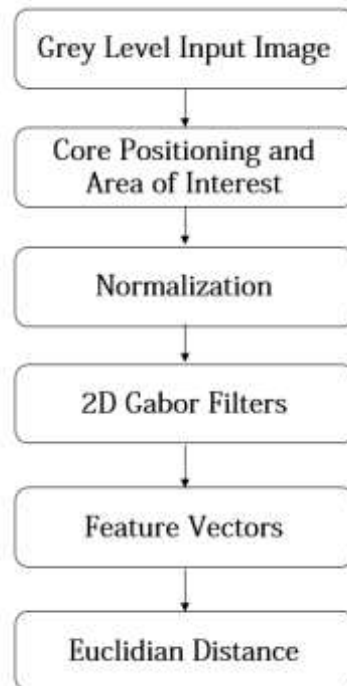 Grey Level Input Image
Core Positioning and
Area of Interest
Normalization
2D Gabor Filters
Feature Vectors
Euclidian Distance